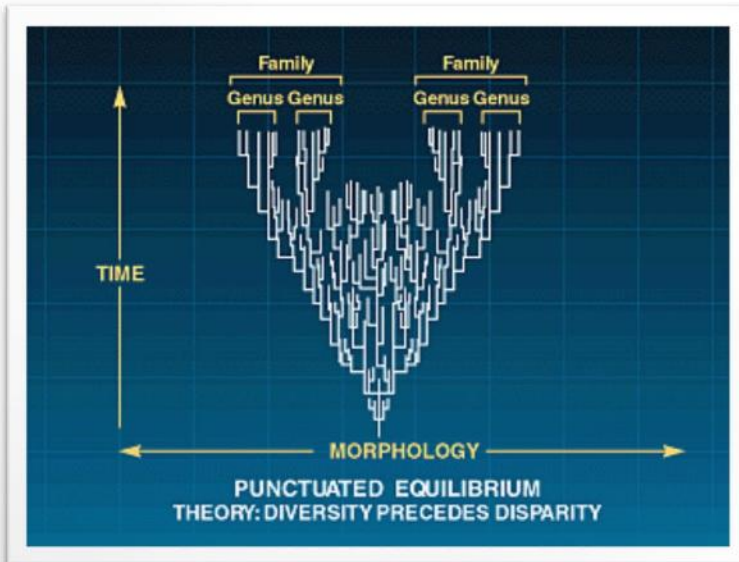 Family Family
Genus Genus Genus Genus
TIME
MORPHOLOGY
PUNCTUATED EQUILIBRIUM
THEORY: DIVERSITY PRECEDES DISPARITY